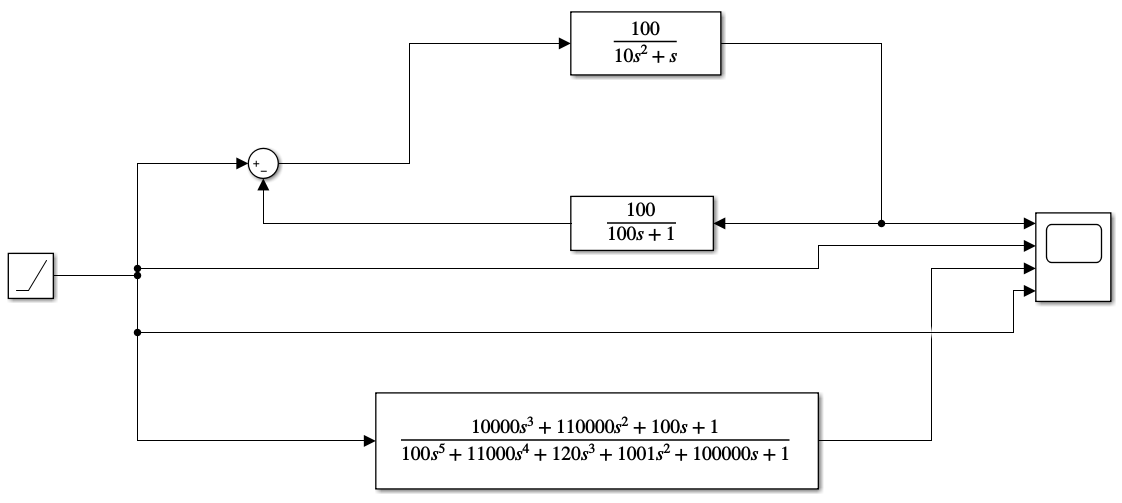 100
10s² + s
+
−
100
100s + 1
10000s³ + 110000s² + 100s + 1
100s⁵ + 11000s⁴ + 120s³ + 1001s² + 100000s + 1